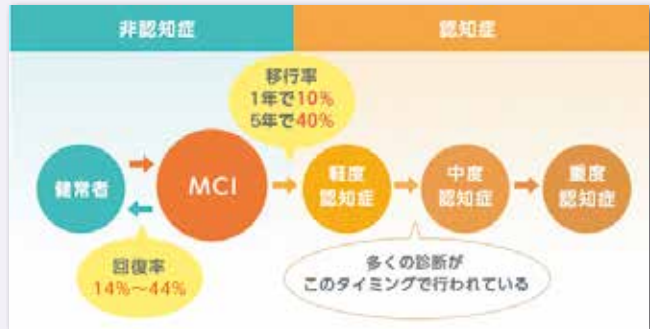 非認知症
認知症
移行率
1年で10%
5年で40%
健常者
MCI
軽度
認知症
中度
認知症
重度
認知症
回復率
14%～44%
多くの診断が
このタイミングで行われている